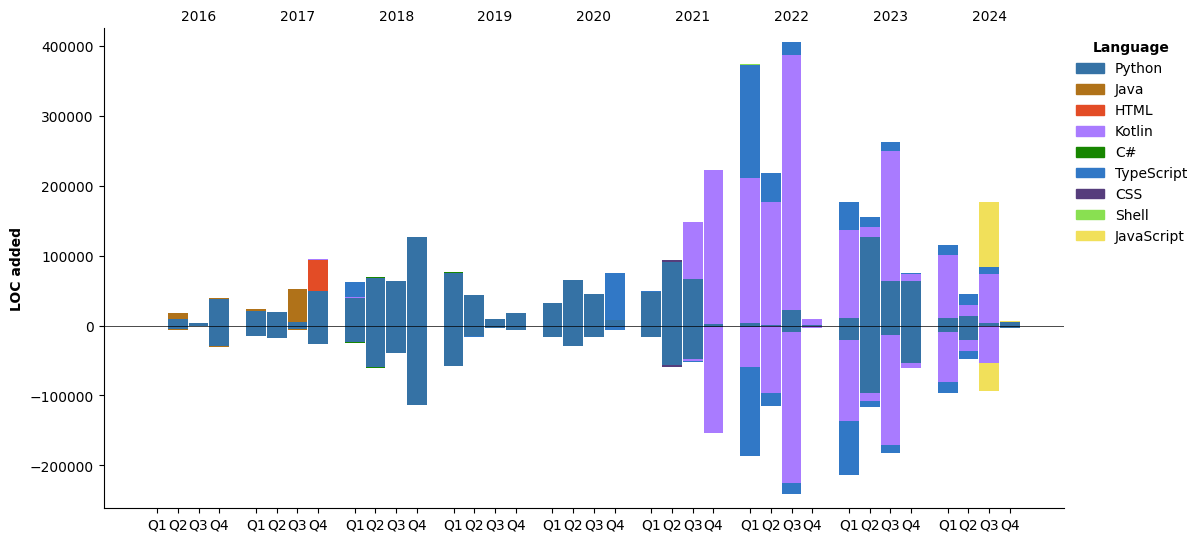 2016 2017 2018 2019 2020 2021 2022 2023 2024
400000
300000
200000
100000
0
−100000
−200000
LOC added
Q1 Q2 Q3 Q4 Q1 Q2 Q3 Q4 Q1 Q2 Q3 Q4 Q1 Q2 Q3 Q4 Q1 Q2 Q3 Q4 Q1 Q2 Q3 Q4 Q1 Q2 Q3 Q4 Q1 Q2 Q3 Q4 Q1 Q2 Q3 Q4
Language
Python
Java
HTML
Kotlin
C#
TypeScript
CSS
Shell
JavaScript